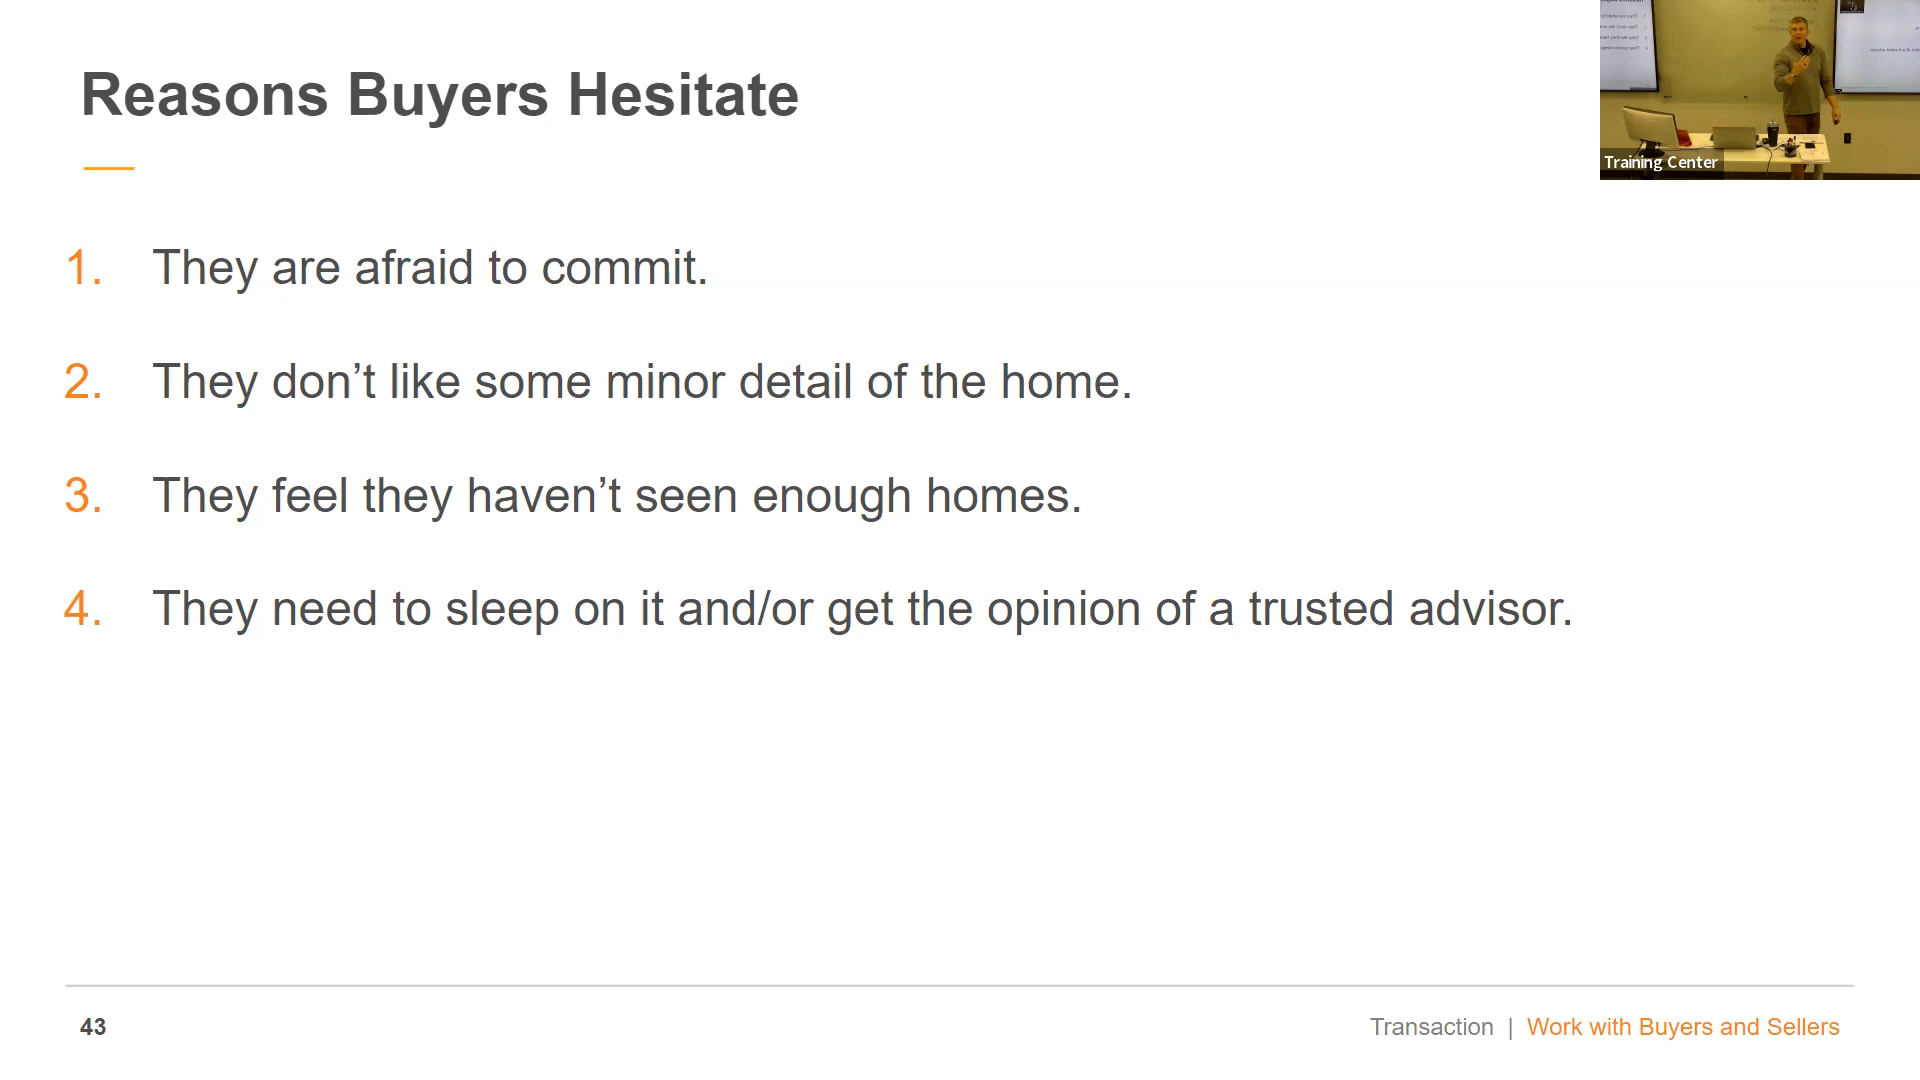 Reasons Buyers Hesitate
1. They are afraid to commit.
2. They don’t like some minor detail of the home.
3. They feel they haven’t seen enough homes.
4. They need to sleep on it and/or get the opinion of a trusted advisor.
Training Center
43
Transaction | Work with Buyers and Sellers